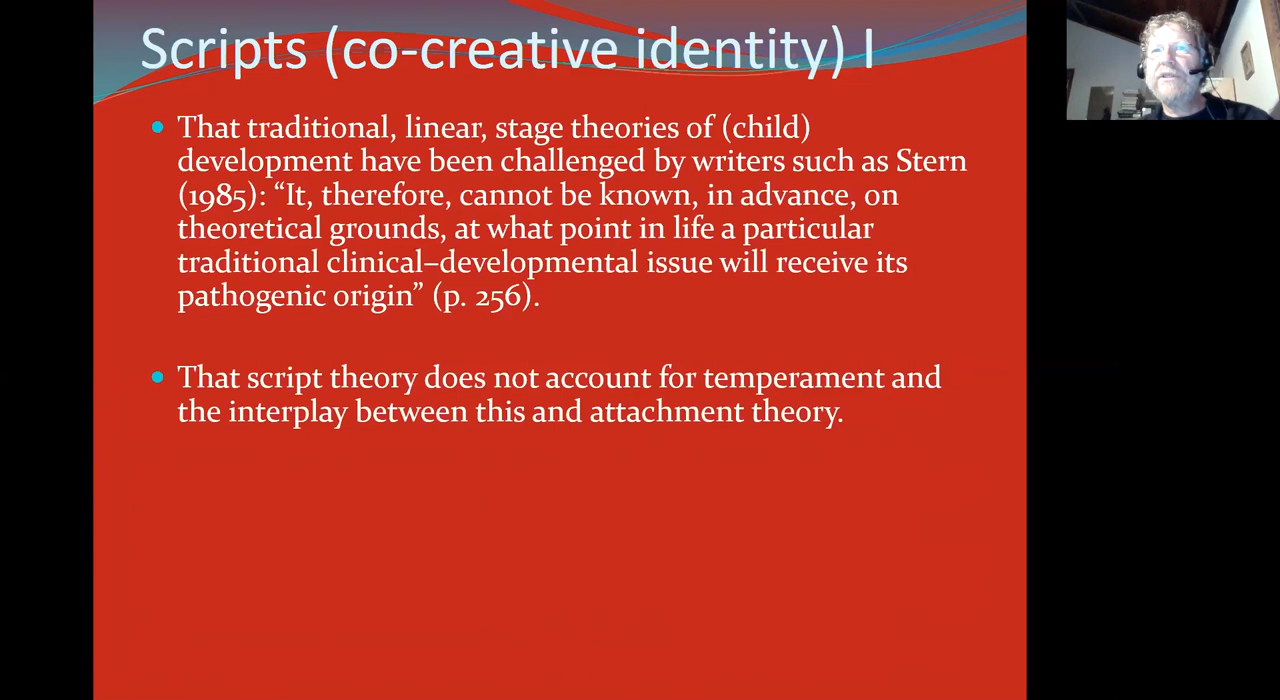 Scripts (co-creative identity) I
That traditional, linear, stage theories of (child)
development have been challenged by writers such as Stern
(1985): “It, therefore, cannot be known, in advance, on
theoretical grounds, at what point in life a particular
traditional clinical–developmental issue will receive its
pathogenic origin” (p. 256).
That script theory does not account for temperament and
the interplay between this and attachment theory.